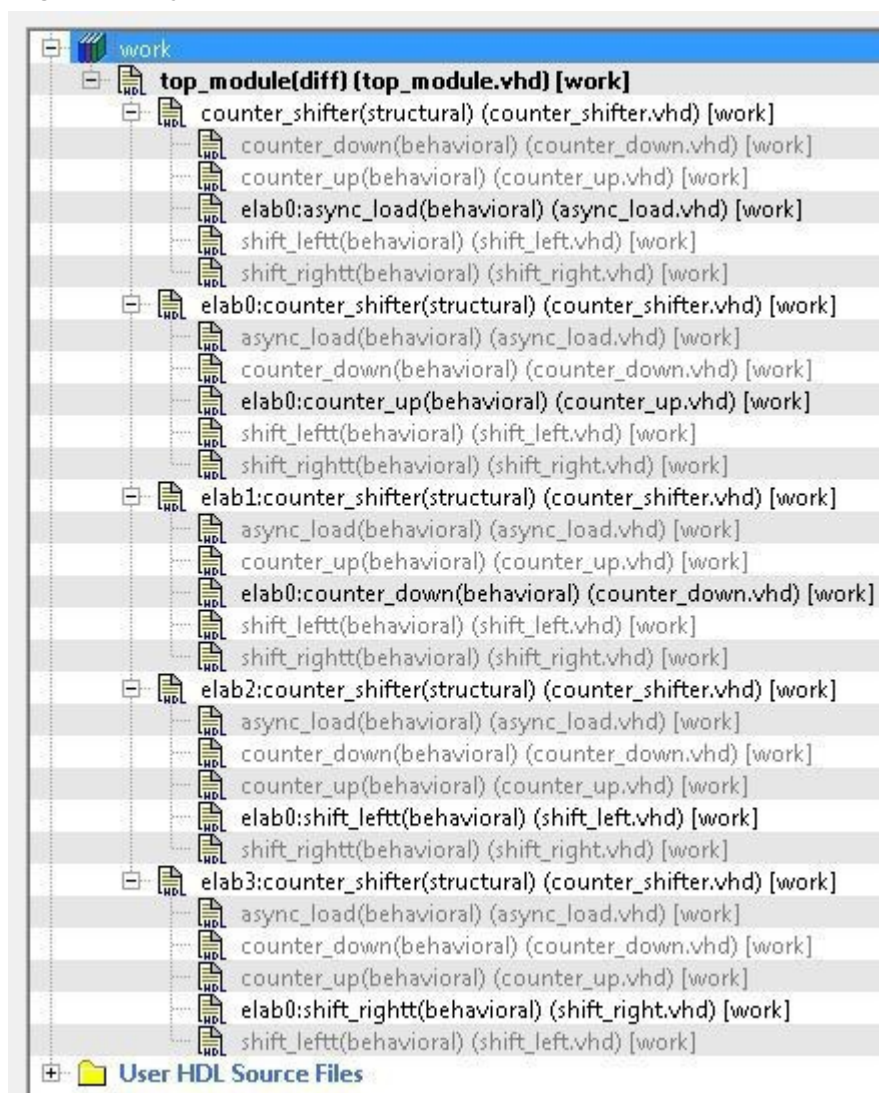 work
top_module(diff) (top_module.vhd) [work]
counter_shifter(structural) (counter_shifter.vhd) [work]
counter_down(behavioral) (counter_down.vhd) [work]
counter_up(behavioral) (counter_up.vhd) [work]
elab0:async_load(behavioral) (async_load.vhd) [work]
shift_leftt(behavioral) (shift_left.vhd) [work]
shift_rightt(behavioral) (shift_right.vhd) [work]
elab0:counter_shifter(structural) (counter_shifter.vhd) [work]
async_load(behavioral) (async_load.vhd) [work]
counter_down(behavioral) (counter_down.vhd) [work]
elab0:counter_up(behavioral) (counter_up.vhd) [work]
shift_leftt(behavioral) (shift_left.vhd) [work]
shift_rightt(behavioral) (shift_right.vhd) [work]
elab1:counter_shifter(structural) (counter_shifter.vhd) [work]
async_load(behavioral) (async_load.vhd) [work]
counter_up(behavioral) (counter_up.vhd) [work]
elab0:counter_down(behavioral) (counter_down.vhd) [work]
shift_leftt(behavioral) (shift_left.vhd) [work]
shift_rightt(behavioral) (shift_right.vhd) [work]
elab2:counter_shifter(structural) (counter_shifter.vhd) [work]
async_load(behavioral) (async_load.vhd) [work]
counter_down(behavioral) (counter_down.vhd) [work]
counter_up(behavioral) (counter_up.vhd) [work]
elab0:shift_leftt(behavioral) (shift_left.vhd) [work]
shift_rightt(behavioral) (shift_right.vhd) [work]
elab3:counter_shifter(structural) (counter_shifter.vhd) [work]
async_load(behavioral) (async_load.vhd) [work]
counter_down(behavioral) (counter_down.vhd) [work]
counter_up(behavioral) (counter_up.vhd) [work]
elab0:shift_rightt(behavioral) (shift_right.vhd) [work]
shift_leftt(behavioral) (shift_left.vhd) [work]
User HDL Source Files